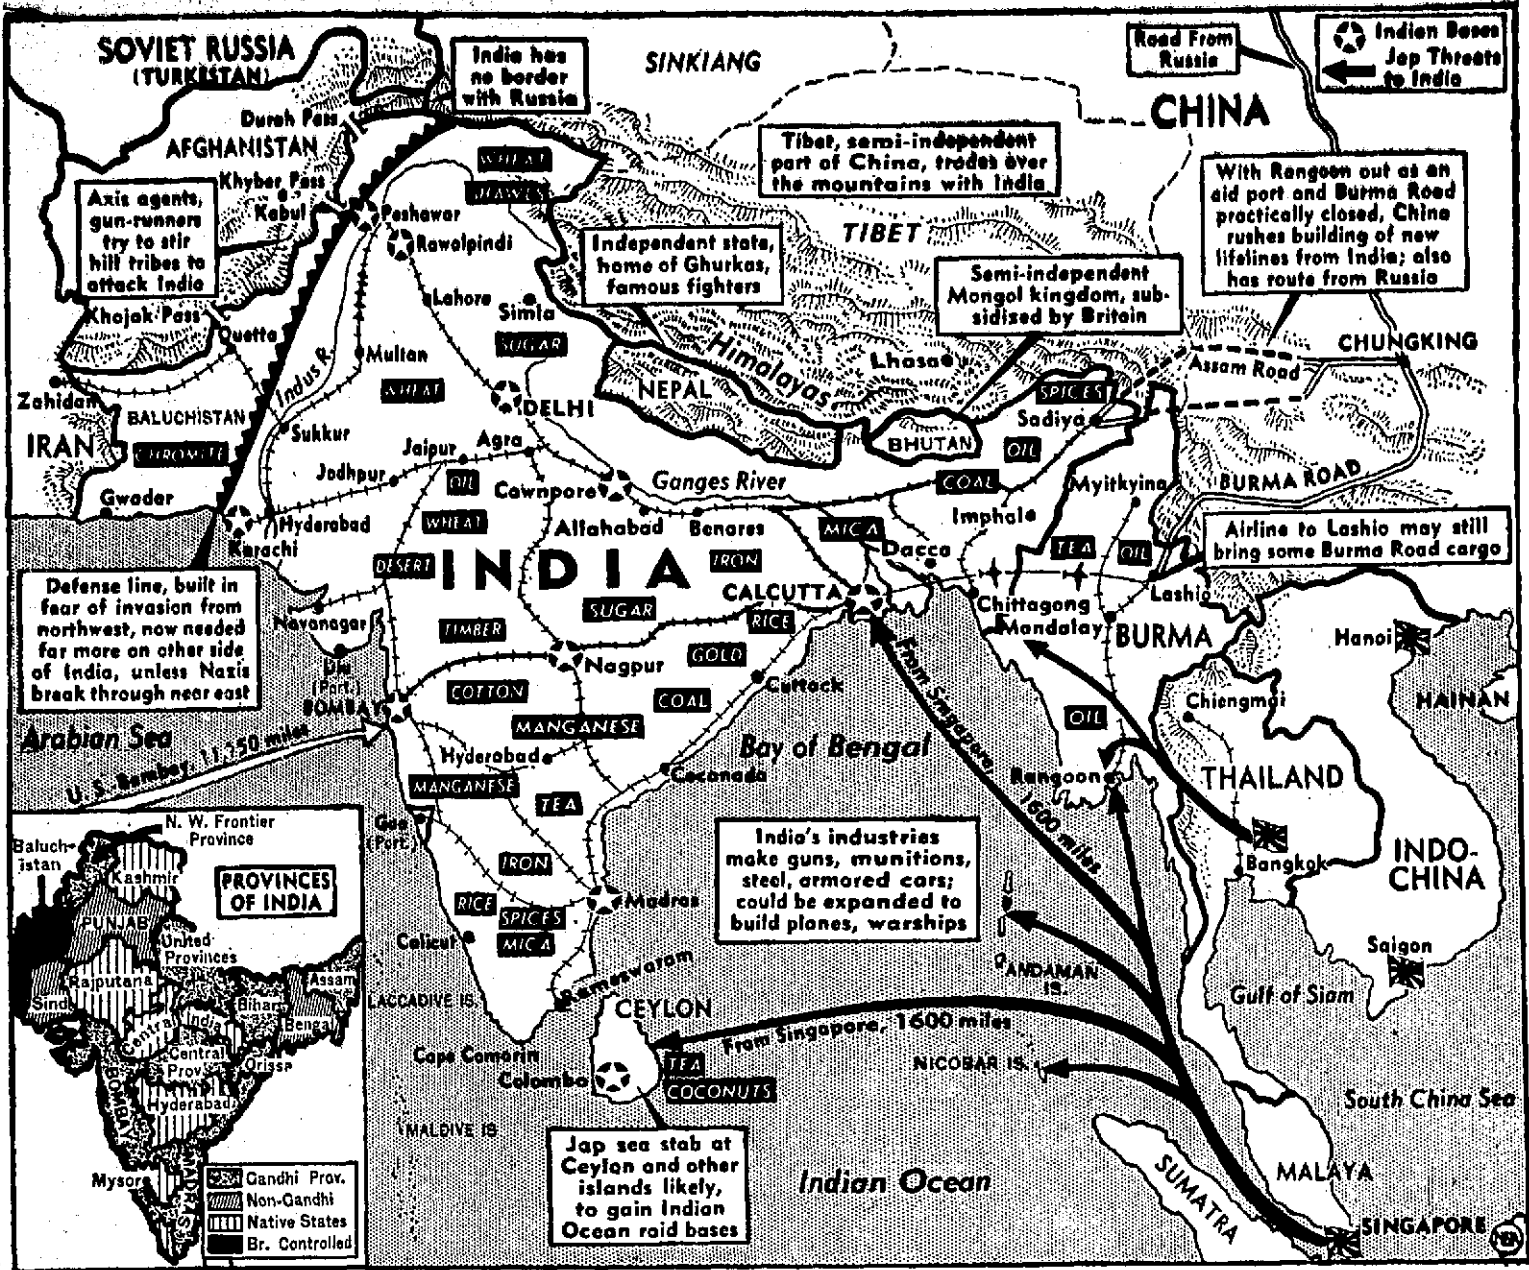 SOVIET RUSSIA
(TURKISTAN)
India has
no border
with Russia
SINKIANG
Road From
Russia
Indian Bases
Jap Threats
to India
CHINA
Durah Pass
AFGHANISTAN
Khyber Pass
Kabul
Axis agents,
gun-runners
try to stir
hill tribes to
attack India
Khojak Pass
Quetta
Peshawar
Rawalpindi
Lahore
Simla
WHEAT
HAWES
SUGAR
Tibet, semi-independent
part of China, trades over
the mountains with India
TIBET
Independent state,
home of Ghurkas,
famous fighters
Semi-independent
Mongol kingdom, sub-
sidized by Britain
With Rangoon out as an
aid port and Burma Road
practically closed, China
rushes building of new
lifelines from India; also
has route from Russia
CHUNGKING
Assam Road
Himalayas
Lhasa
NEPAL
BHUTAN
SPICES
Sadiya
OIL
COAL
Zahidan
IRAN
BALUCHISTAN
CHROMITE
Gwadar
Indus R.
Multan
WHEAT
Sukkur
DELHI
Jaipur
Agra
Jodhpur
OIL
Cawnpore
Ganges River
Allahabad
Benares
WHEAT
Hyderabad
Karachi
DESERT
INDIA
IRON
MICA
Dacca
Imphal
Myitkyina
BURMA ROAD
TEA
OIL
Airline to Lashio may still
bring some Burma Road cargo
Lashio
Defense line, built in
fear of invasion from
northwest, now needed
far more on other side
of India, unless Nazis
break through near east
Navanagar
Diu
(Port.)
BOMBAY
TIMBER
SUGAR
CALCUTTA
RICE
Chittagong
Mandalay
BURMA
Hanoi
HAINAN
Nagpur
GOLD
COTTON
COAL
Cuttack
MANGANESE
Hyderabad
Cocanada
MANGANESE
TEA
Arabian Sea
U. S.-Bombay, 11,250 miles
Bay of Bengal
From Singapore,
1600 miles
OIL
Rangoon
Chiengmai
THAILAND
Bangkok
INDO-
CHINA
Saigon
Goa
(Port.)
IRON
RICE
SPICES
MICA
Madras
Calicut
India's industries
make guns, munitions,
steel, armored cars;
could be expanded to
build planes, warships
ANDAMAN
IS.
Gulf of Siam
LACCADIVE IS.
Rameswaram
CEYLON
From Singapore, 1600 miles
NICOBAR IS.
Cape Comorin
Colombo
TEA
COCONUTS
South China Sea
MALDIVE IS
Jap sea stab at
Ceylon and other
islands likely,
to gain Indian
Ocean raid bases
Indian Ocean
SUMATRA
MALAYA
SINGAPORE
NEA
N. W. Frontier
Province
Baluch-
istan
Kashmir
PROVINCES
OF INDIA
PUNJAB
United
Provinces
Rajputana
Sind
Bihar
Assam
Bengal
Central
India
Central
Prov.
Orissa
BOMBAY
Hyderabad
Mysore
MADRAS
Gandhi Prov.
Non-Gandhi
Native States
Br. Controlled